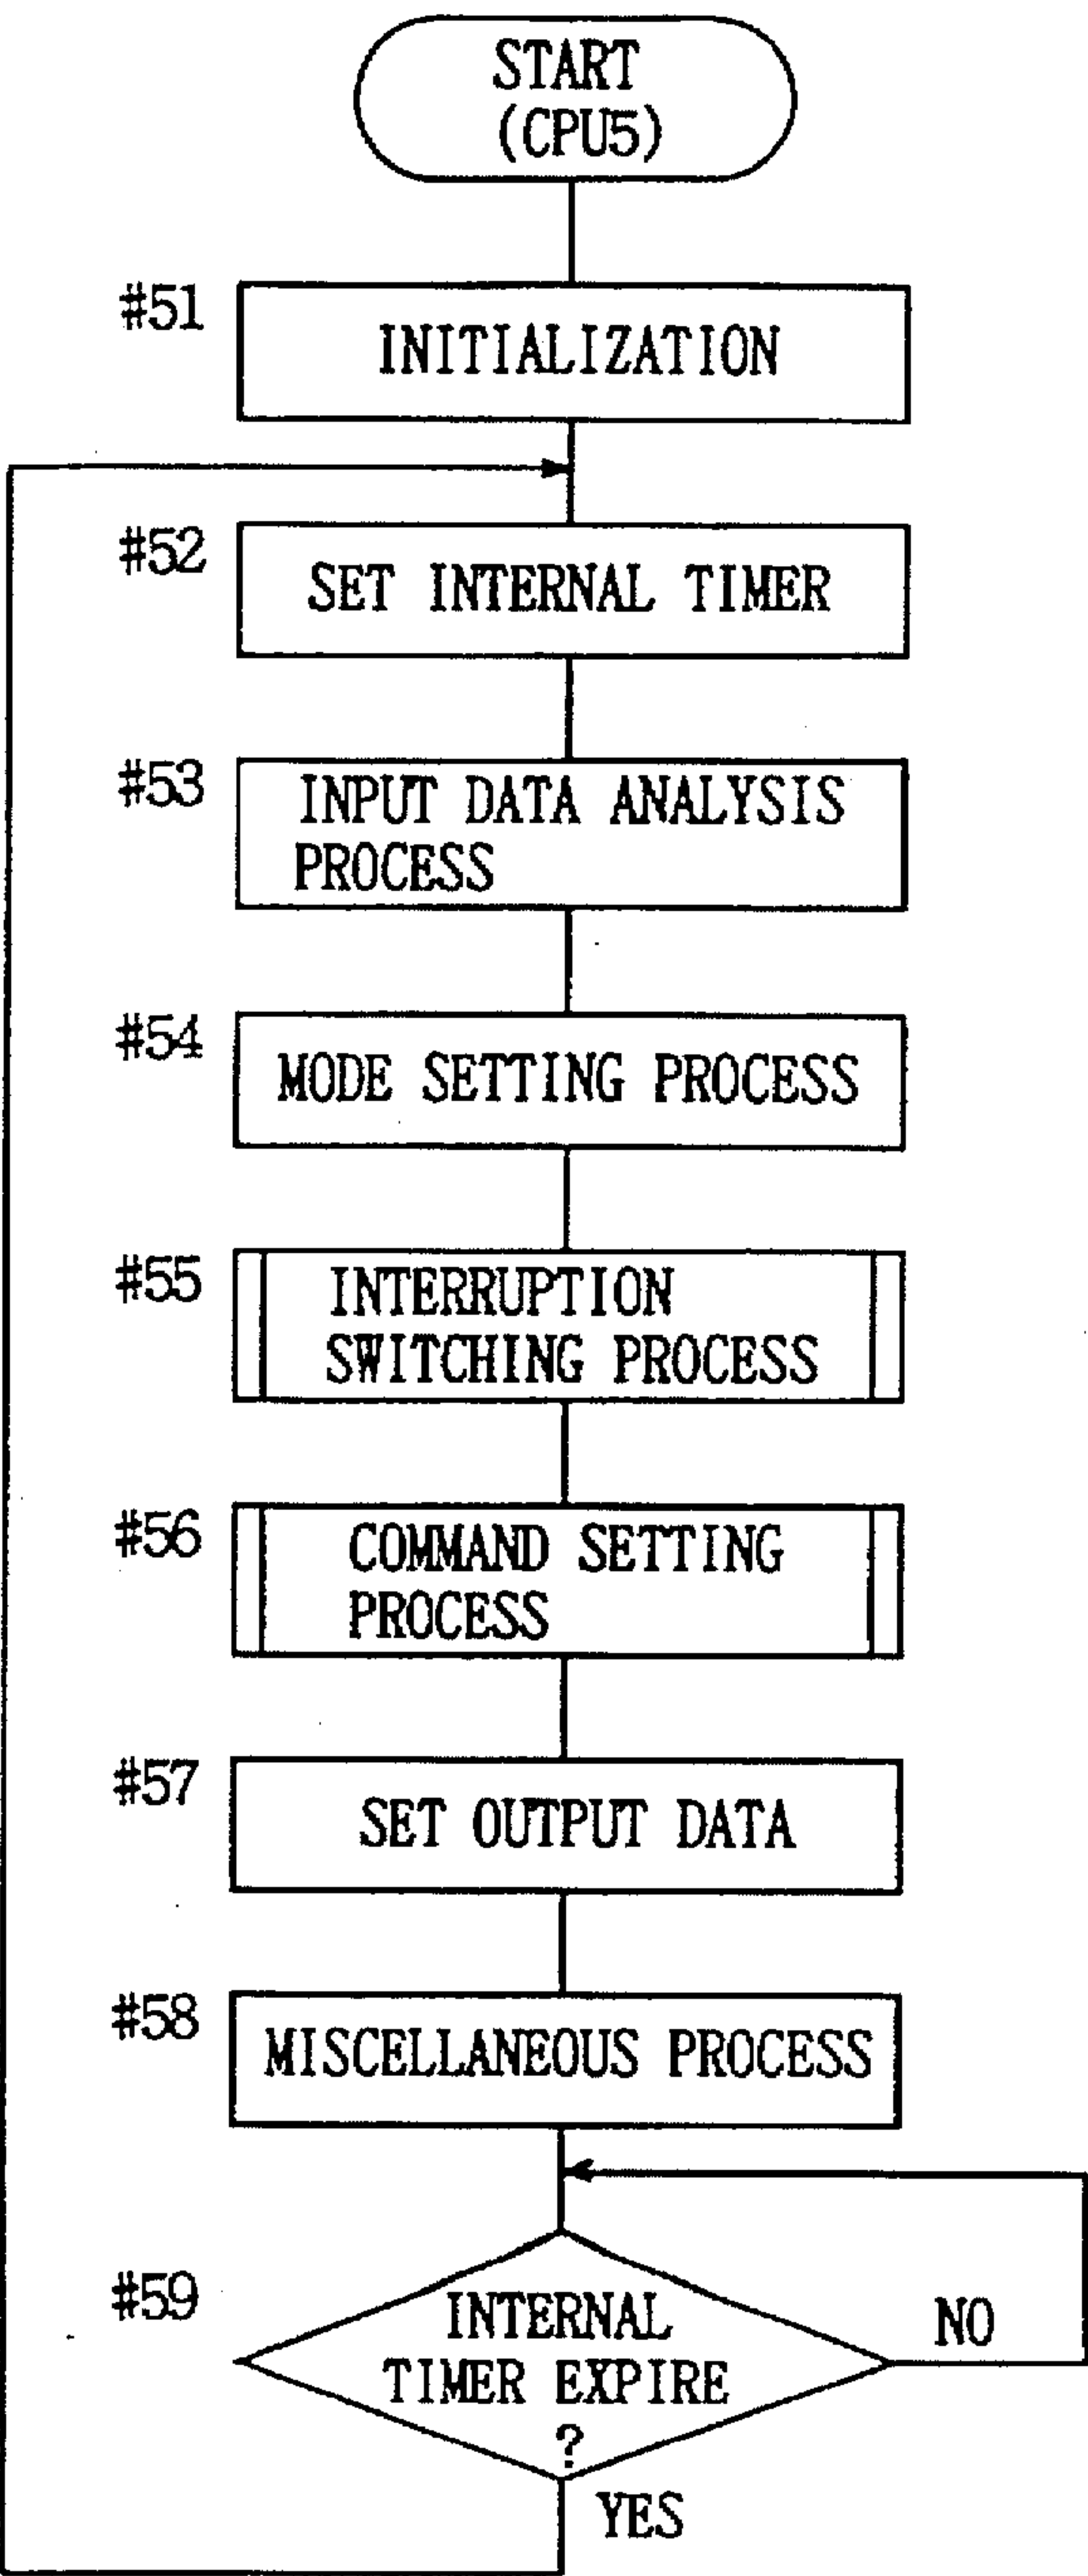 START
(CPU5)
#51
INITIALIZATION
#52
SET INTERNAL TIMER
#53
INPUT DATA ANALYSIS
PROCESS
#54
MODE SETTING PROCESS
#55
INTERRUPTION
SWITCHING PROCESS
#56
COMMAND SETTING
PROCESS
#57
SET OUTPUT DATA
#58
MISCELLANEOUS PROCESS
#59
INTERNAL
TIMER EXPIRE
?
NO
YES